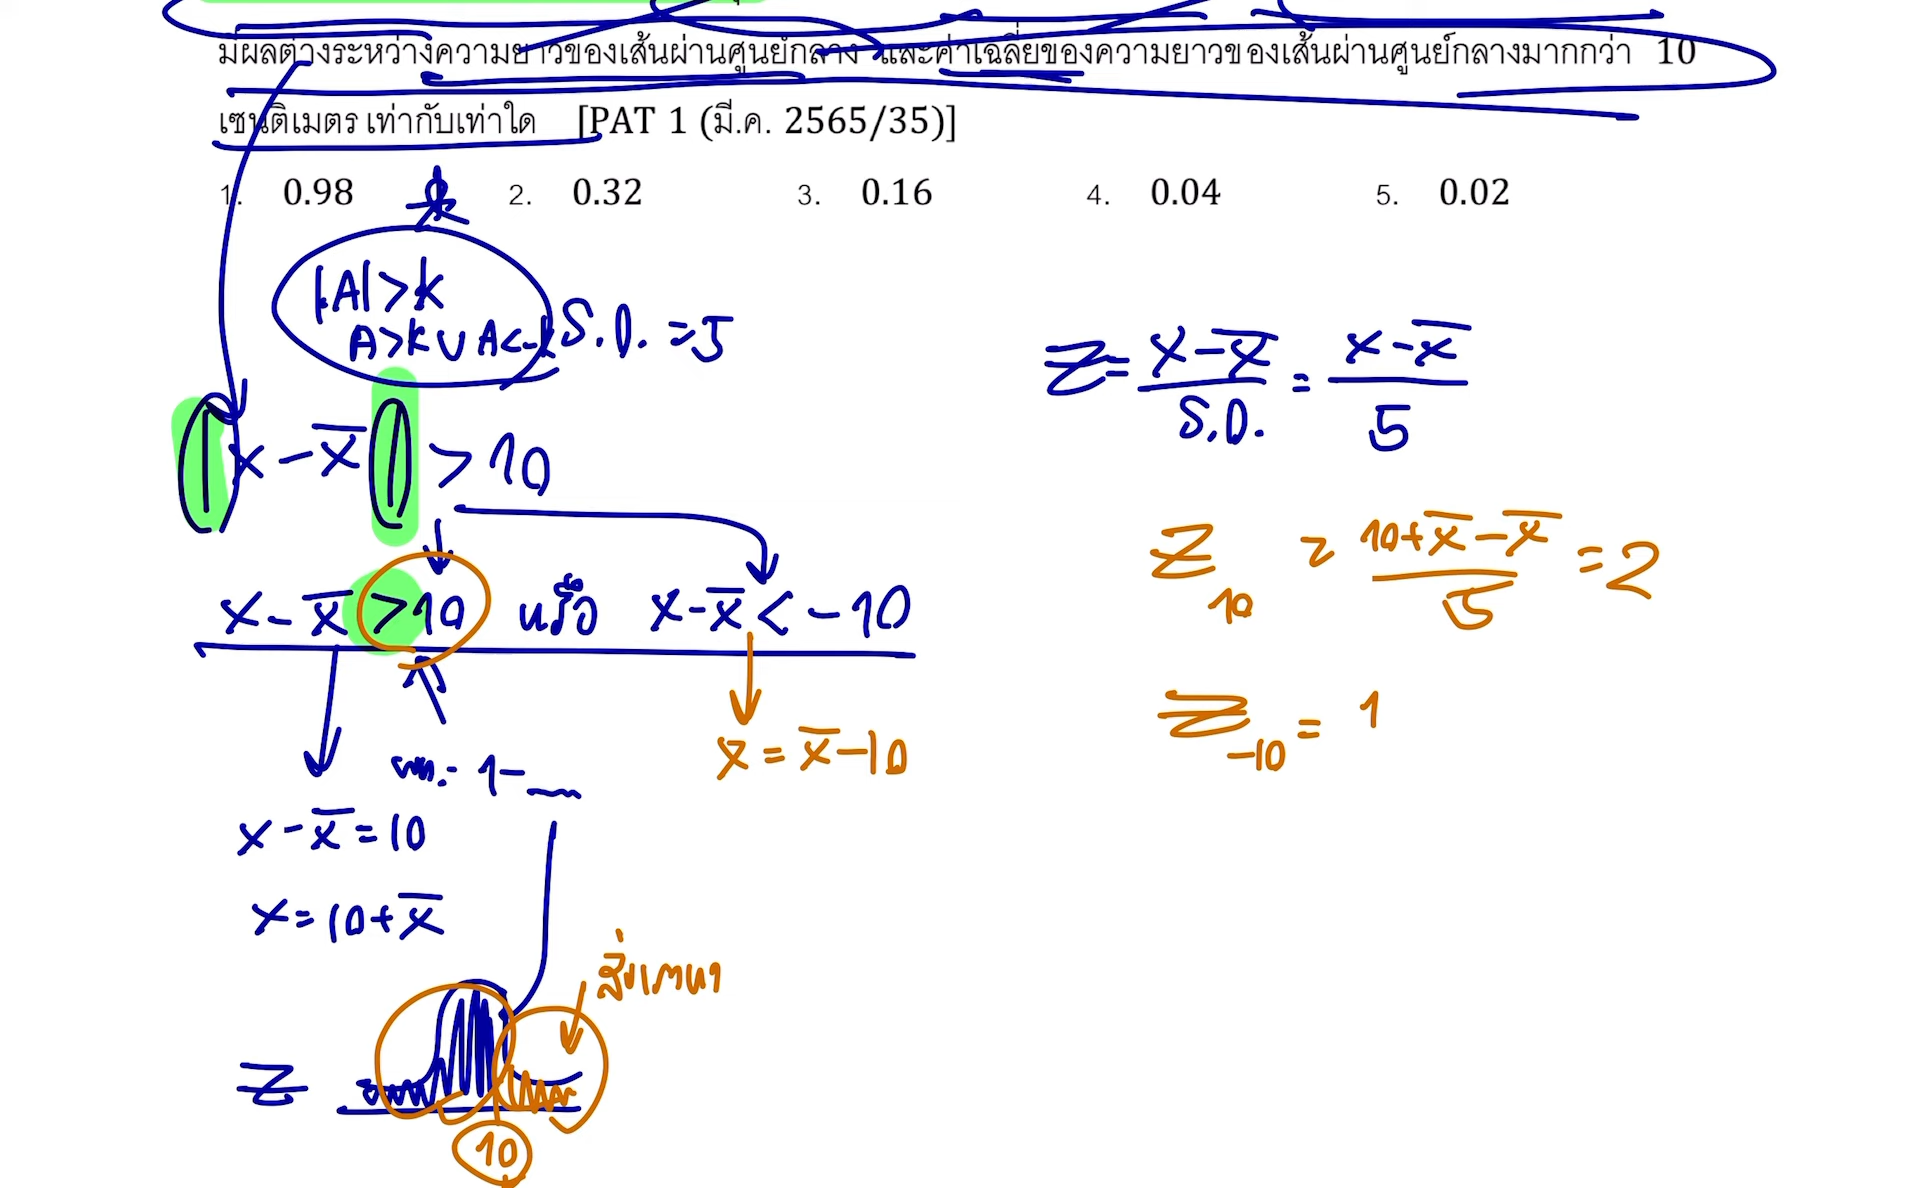 มีผลต่างระหว่างความยาวของเส้นผ่านศูนย์กลาง และค่าเฉลี่ยของความยาวของเส้นผ่านศูนย์กลางมากกว่า 10
เซนติเมตร เท่ากับเท่าใด [PAT 1 (มี.ค. 2565/35)]
1. 0.98 2. 0.32 3. 0.16 4. 0.04 5. 0.02
|A|>k
A>k ∪ A<-k
S.D. = 5
|x - x̄| > 10
x - x̄ > 10 หรือ x - x̄ < -10
x = x̄ - 10
พท. = 1 - __
x - x̄ = 10
x = 10 + x̄
สิ่งที่เราหา
Z
10
Z = (x - x̄)/S.D. = (x - x̄)/5
Z₁₀ = (10 + x̄ - x̄)/5 = 2
Z₋₁₀ = 1